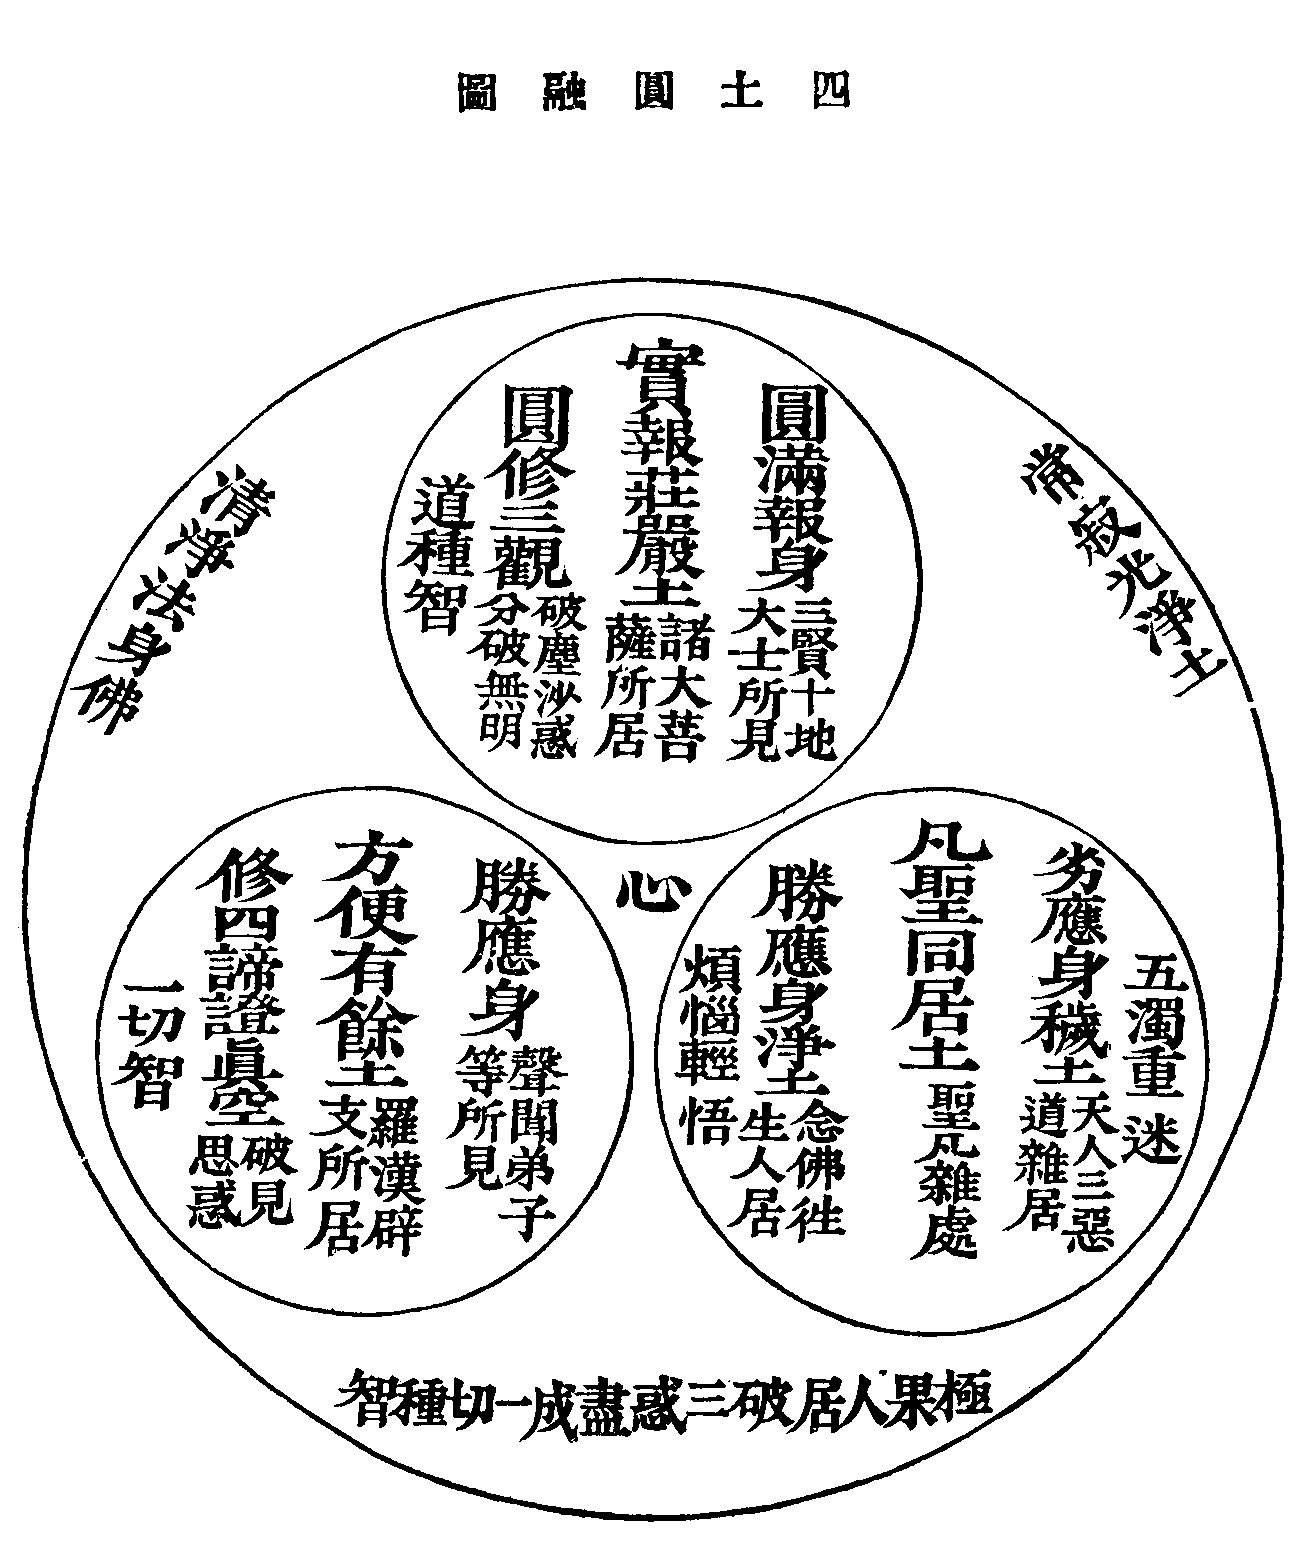 四土圓融圖
常寂光淨土
清淨法身佛
圓滿報身
三賢十地
大士所見
實報莊嚴土
諸大菩
薩所居
圓修三觀
破塵沙惑
分破無明
道種智
心
五濁重迷
劣應身穢土
天人三惡
道雜居
凡聖同居土
聖凡雜處
勝應身淨土
念佛徃
生人居
煩惱輕悟
勝應身
聲聞弟子
等所見
方便有餘土
羅漢辟
支所居
修四諦證眞空
破見
思惑
一切智
極果人居破三惑盡成一切種智